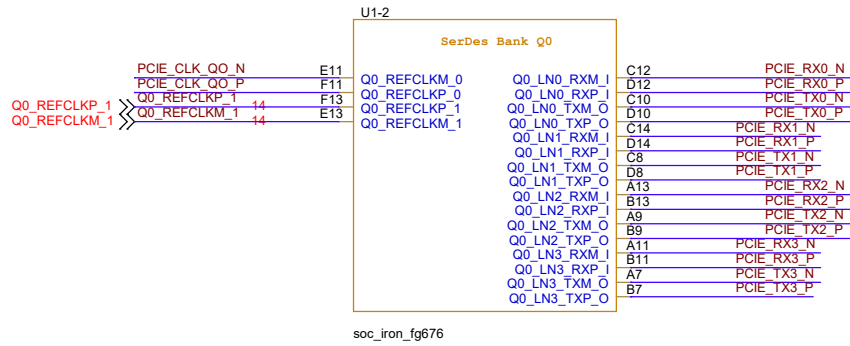 U1-2
SerDes Bank Q0
PCIE_CLK_QO_N E11 Q0_REFCLKM_0
PCIE_CLK_QO_P F11 Q0_REFCLKP_0
Q0_REFCLKP_1 Q0_REFCLKP_1 14 F13 Q0_REFCLKP_1
Q0_REFCLKM_1 Q0_REFCLKM_1 14 E13 Q0_REFCLKM_1
Q0_LN0_RXM_I C12 PCIE_RX0_N
Q0_LN0_RXP_I D12 PCIE_RX0_P
Q0_LN0_TXM_O C10 PCIE_TX0_N
Q0_LN0_TXP_O D10 PCIE_TX0_P
Q0_LN1_RXM_I C14 PCIE_RX1_N
Q0_LN1_RXP_I D14 PCIE_RX1_P
Q0_LN1_TXM_O C8 PCIE_TX1_N
Q0_LN1_TXP_O D8 PCIE_TX1_P
Q0_LN2_RXM_I A13 PCIE_RX2_N
Q0_LN2_RXP_I B13 PCIE_RX2_P
Q0_LN2_TXM_O A9 PCIE_TX2_N
Q0_LN2_TXP_O B9 PCIE_TX2_P
Q0_LN3_RXM_I A11 PCIE_RX3_N
Q0_LN3_RXP_I B11 PCIE_RX3_P
Q0_LN3_TXM_O A7 PCIE_TX3_N
Q0_LN3_TXP_O B7 PCIE_TX3_P
soc_iron_fg676